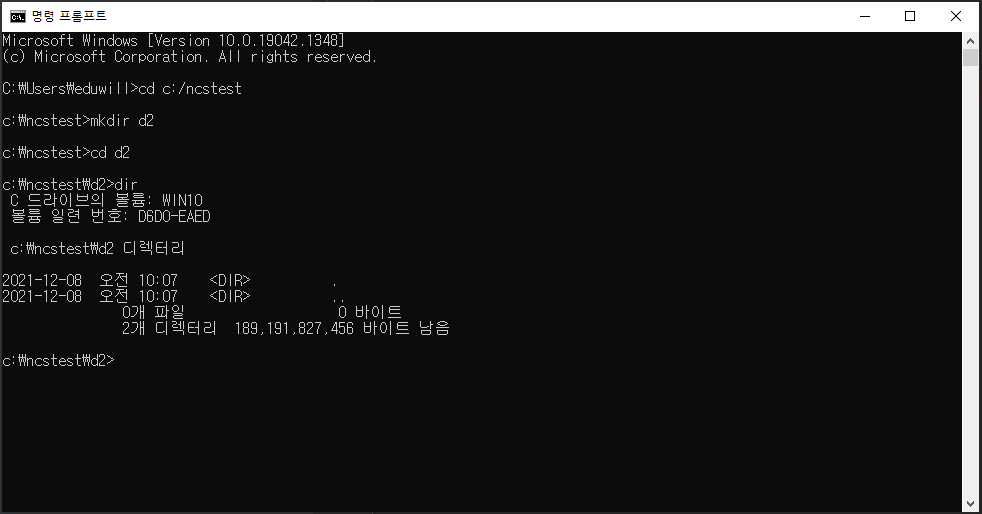 명령 프롬프트
Microsoft Windows [Version 10.0.19042.1348]
(c) Microsoft Corporation. All rights reserved.
C:₩Users₩eduwill>cd c:/ncstest
c:₩ncstest>mkdir d2
c:₩ncstest>cd d2
c:₩ncstest₩d2>dir
C 드라이브의 볼륨: WIN10
볼륨 일련 번호: D6D0-EAED
c:₩ncstest₩d2 디렉터리
2021-12-08  오전 10:07    <DIR>          .
2021-12-08  오전 10:07    <DIR>          ..
0개 파일                   0 바이트
2개 디렉터리  189,191,827,456 바이트 남음
c:₩ncstest₩d2>